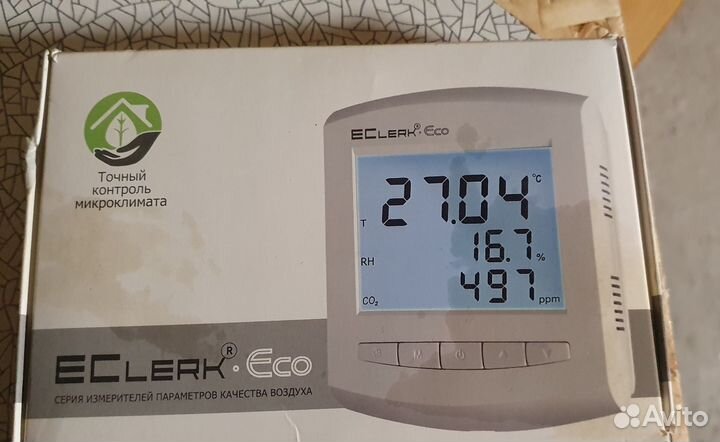 Точный
контроль
микроклимата
ECLERK® · Eco
27.04 °C
T
16.7 %
RH
497 ppm
CO₂
M
ECLERK® · Eco
СЕРИЯ ИЗМЕРИТЕЛЕЙ ПАРАМЕТРОВ КАЧЕСТВА ВОЗДУХА
Avito